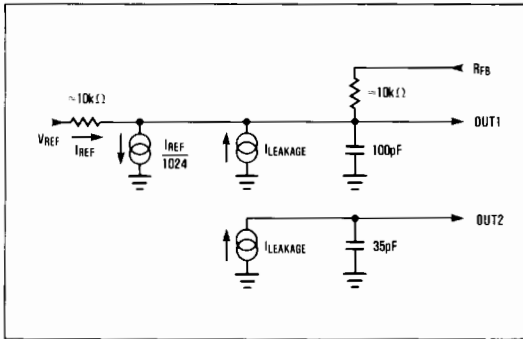 RFB
≈10kΩ
≈10kΩ
VREF
IREF
IREF
1024
ILEAKAGE
100pF
OUT1
OUT2
ILEAKAGE
35pF